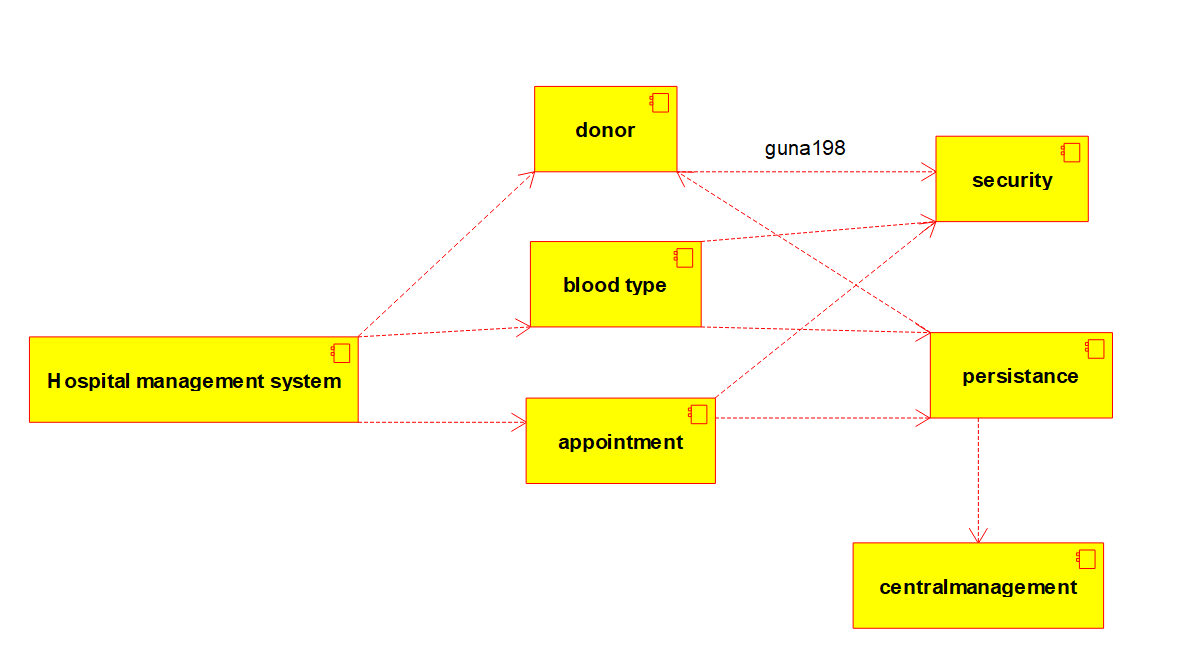 donor
guna198
security
blood type
Hospital management system
persistance
appointment
centralmanagement